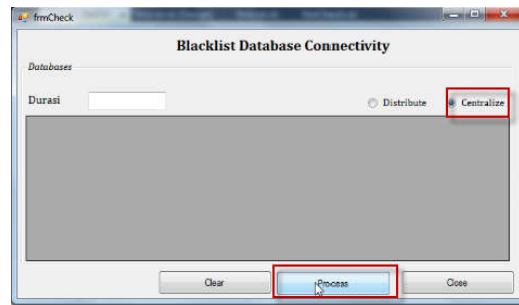 frmCheck
Blacklist Database Connectivity
Databases
Durasi
Distribute
Centralize
Clear
Process
Close